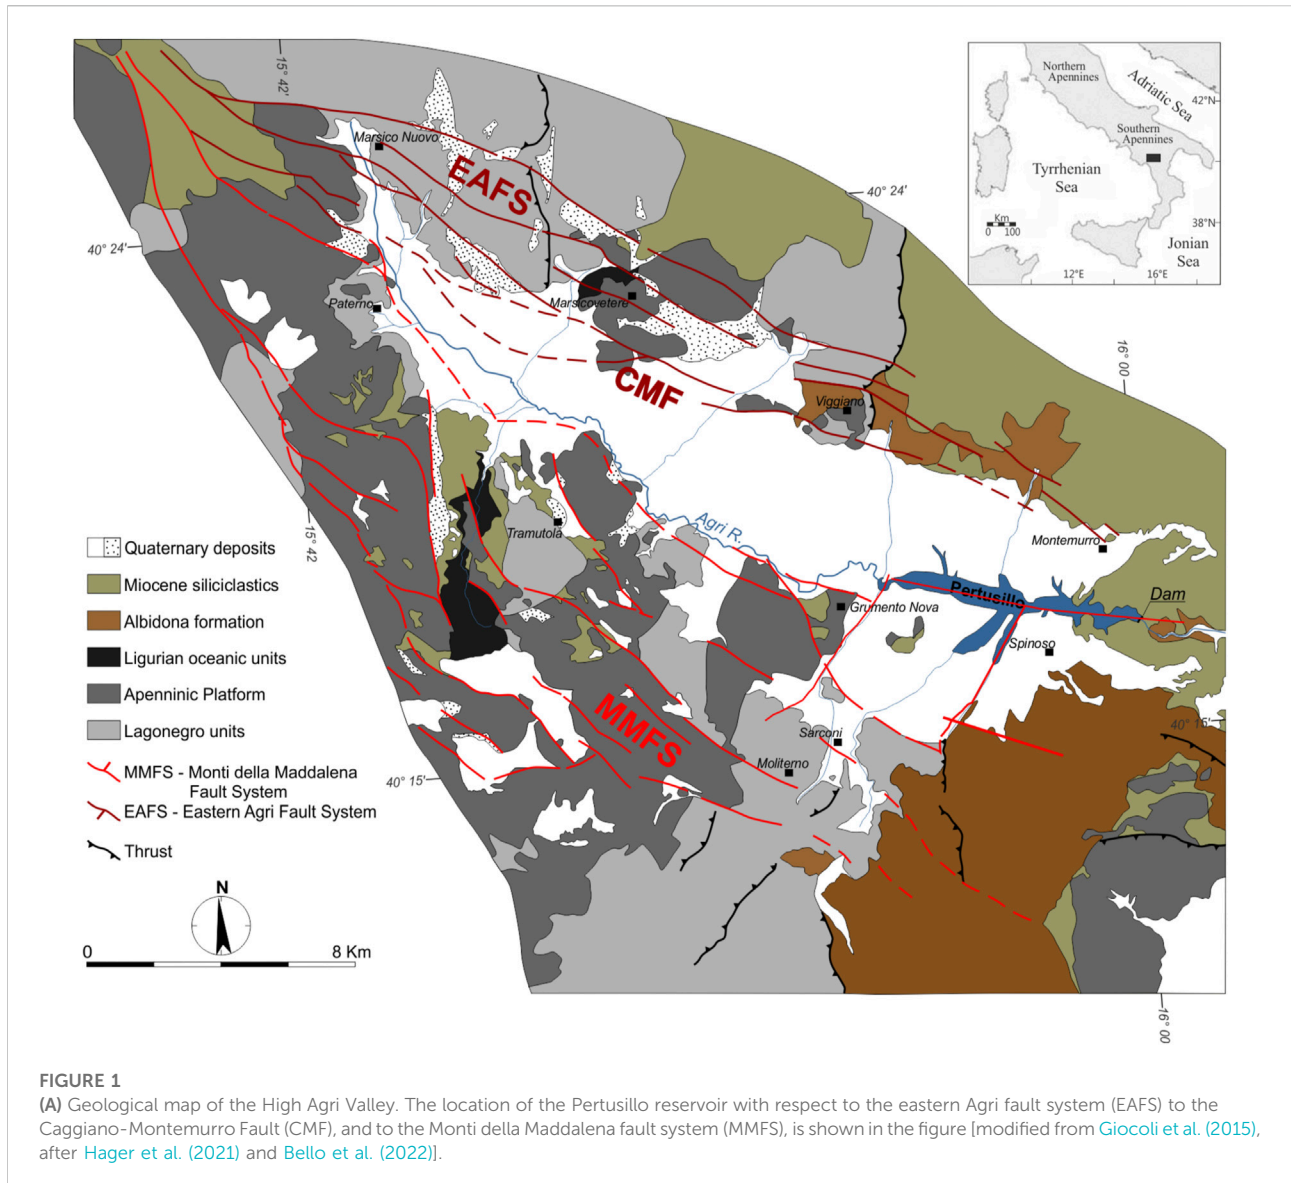 15° 42'
Marsico Nuovo
EAFS
40° 24'
40° 24'
Paterno
Marsicovetere
CMF
Viggiano
16° 00
Northern
Apennines
Adriatic Sea
42°N
Southern
Apennines
Tyrrhenian
Sea
Km
0 100
38°N
Jonian
Sea
12°E
16°E
Tramutola
Agri R.
15° 42
Montemurro
Pertusillo
Dam
Grumento Nova
Spinoso
MMFS
Sarconi
Moliterno
40° 15'
40° 15'
16° 00
Quaternary deposits
Miocene siliciclastics
Albidona formation
Ligurian oceanic units
Apenninic Platform
Lagonegro units
MMFS - Monti della Maddalena
Fault System
EAFS - Eastern Agri Fault System
Thrust
N
0 8 Km
FIGURE 1
(A) Geological map of the High Agri Valley. The location of the Pertusillo reservoir with respect to the eastern Agri fault system (EAFS) to the
Caggiano-Montemurro Fault (CMF), and to the Monti della Maddalena fault system (MMFS), is shown in the figure [modified from Giocoli et al. (2015),
after Hager et al. (2021) and Bello et al. (2022)].